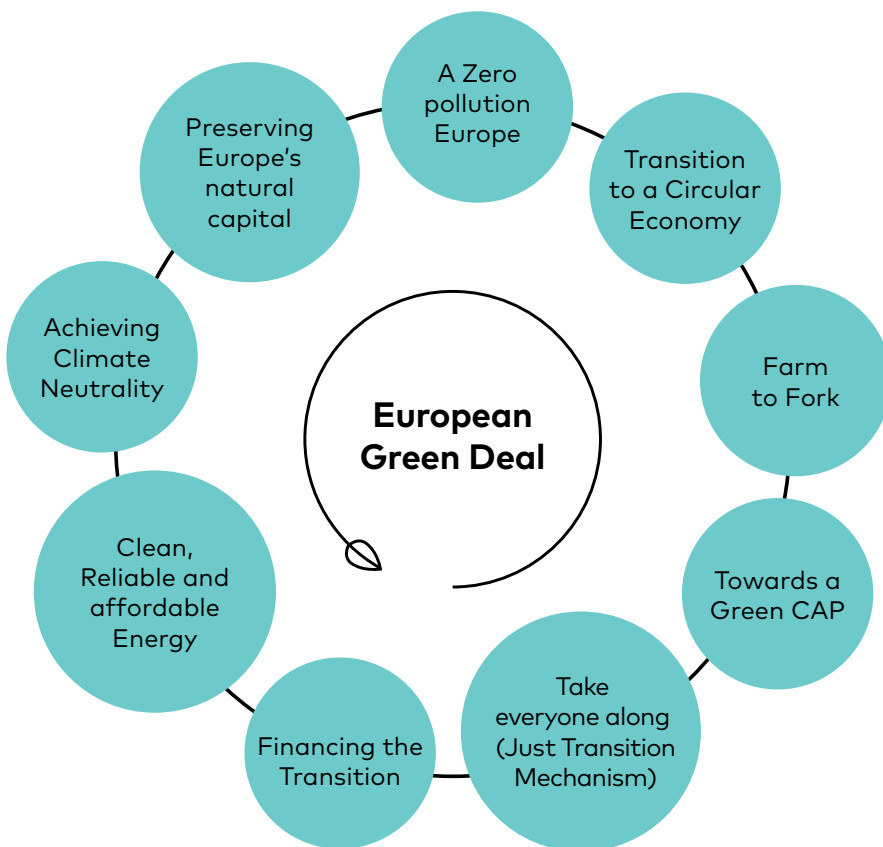 A Zero
pollution
Europe
Transition
to a Circular
Economy
Farm
to Fork
Towards a
Green CAP
Take
everyone along
(Just Transition
Mechanism)
Financing the
Transition
Clean,
Reliable and
affordable
Energy
Achieving
Climate
Neutrality
Preserving
Europe's
natural
capital
European
Green Deal